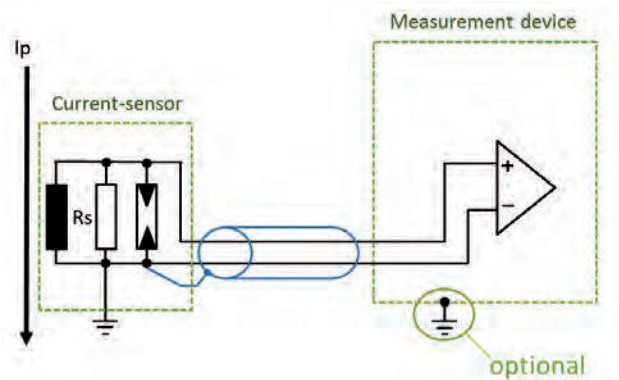 Measurement device
Ip
Current-sensor
Rs
+
−
optional